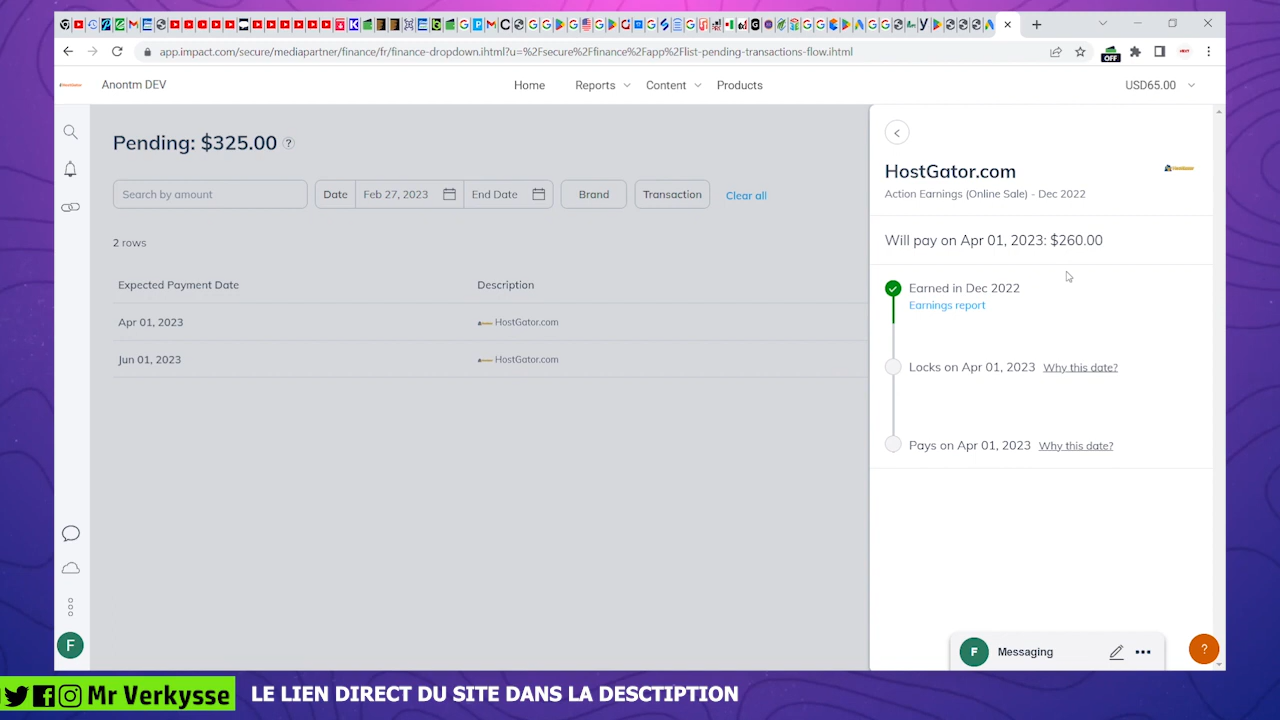 app.impact.com/secure/mediapartner/finance/fr/finance-dropdown.ihtml?u=%2Fsecure%2Ffinance%2Fapp%2Flist-pending-transactions-flow.ihtml
OFF
Anontm DEV
Home
Reports
Content
Products
USD65.00
Pending: $325.00 ?
Search by amount
Date
Feb 27, 2023
End Date
Brand
Transaction
Clear all
2 rows
Expected Payment Date
Description
Apr 01, 2023
HostGator.com
Jun 01, 2023
HostGator.com
HostGator.com
Action Earnings (Online Sale) - Dec 2022
Will pay on Apr 01, 2023: $260.00
Earned in Dec 2022
Earnings report
Locks on Apr 01, 2023 Why this date?
Pays on Apr 01, 2023 Why this date?
F
F
Messaging
?
Mr Verkysse
LE LIEN DIRECT DU SITE DANS LA DESCTIPTION